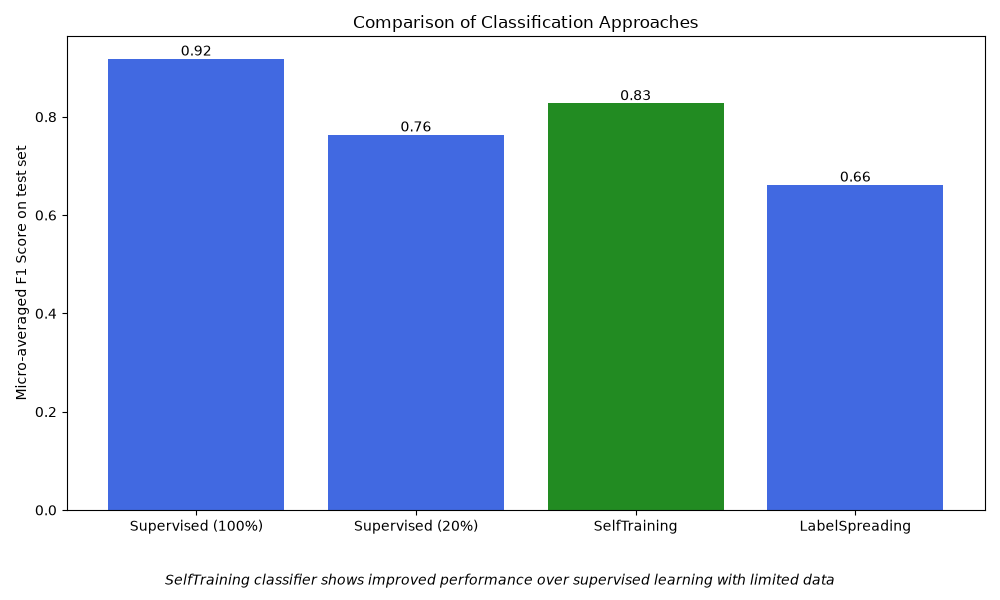 Comparison of Classification Approaches
Micro-averaged F1 Score on test set
0.8
0.6
0.4
0.2
0.0
0.92
0.76
0.83
0.66
Supervised (100%)
Supervised (20%)
SelfTraining
LabelSpreading
SelfTraining classifier shows improved performance over supervised learning with limited data